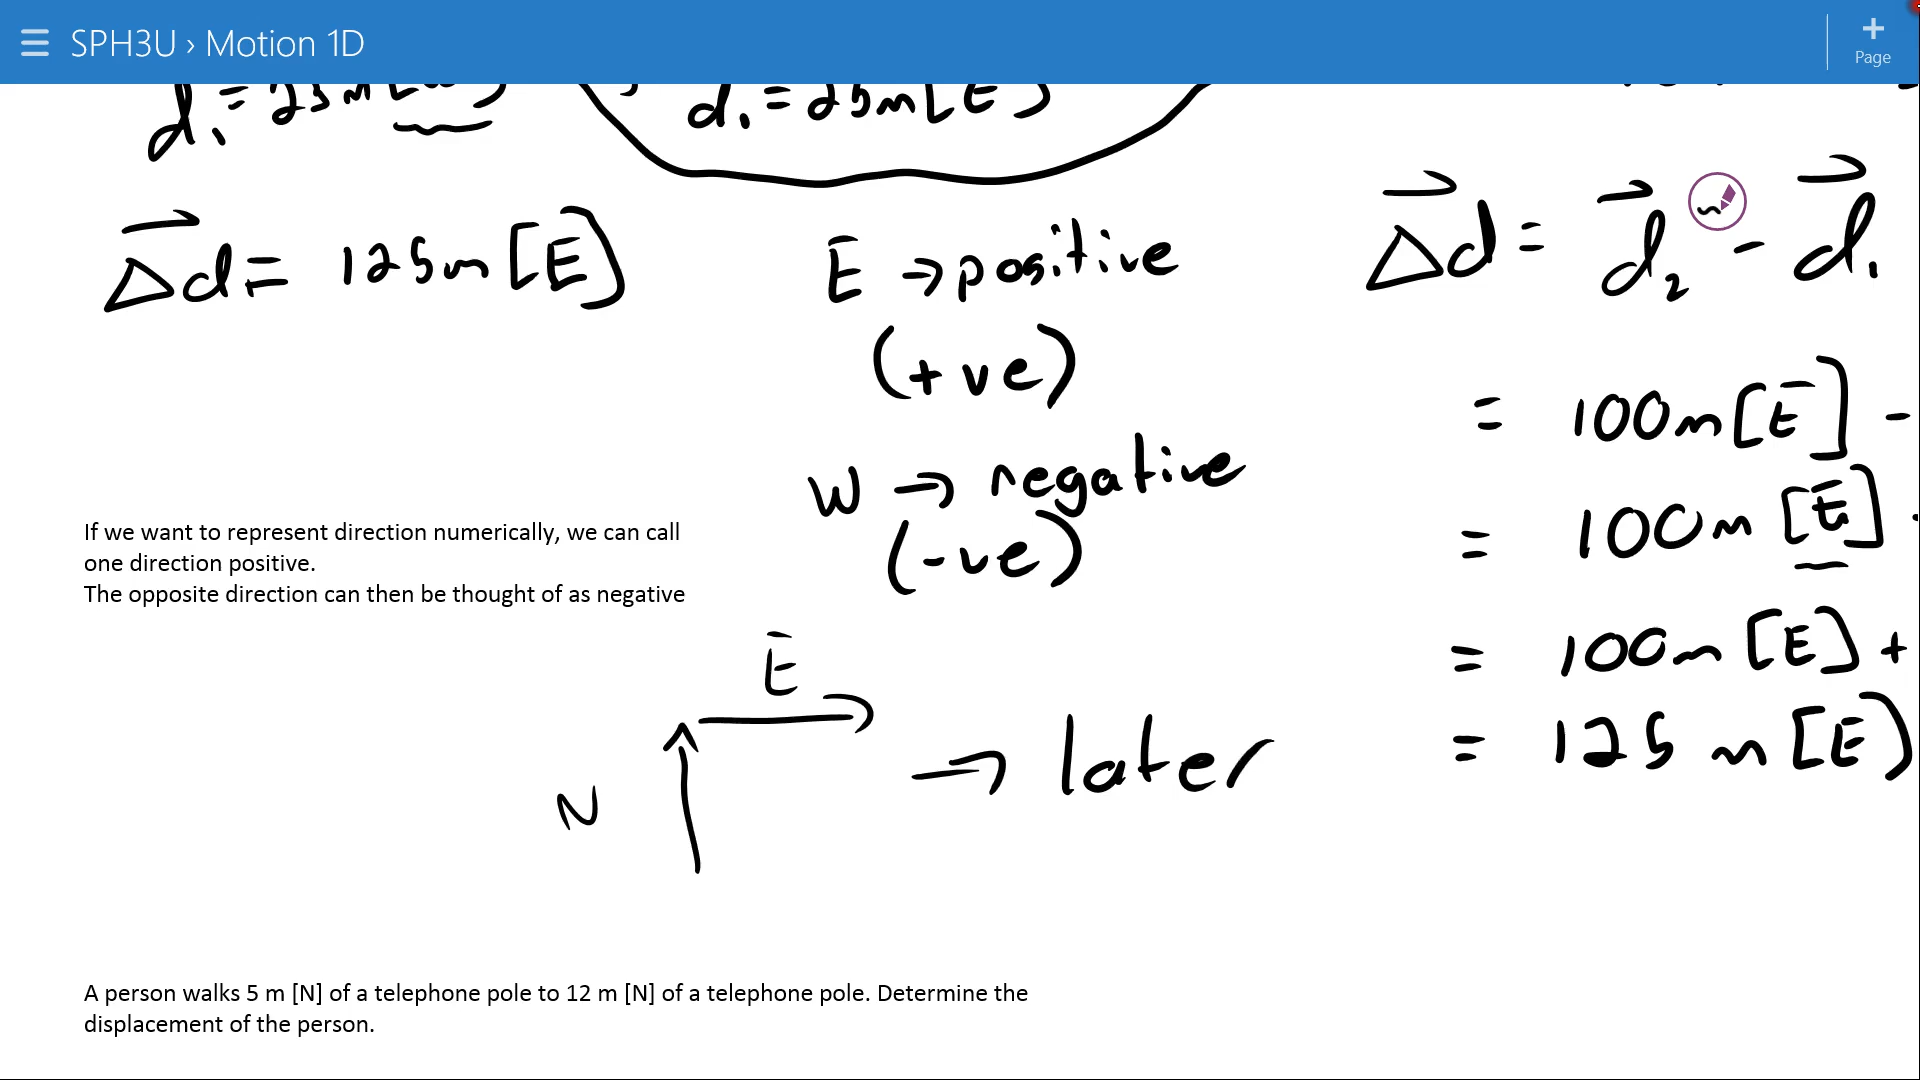 SPH3U › Motion 1D
Page
d₁ = 25m[W]
d₁ = 25m[E]
Δd = 125m [E]
E → positive
(+ve)
W → negative
(-ve)
Δd = d₂ - d₁
= 100m [E] -
= 100m [E]
= 100m [E] +
= 125 m [E]
If we want to represent direction numerically, we can call
one direction positive.
The opposite direction can then be thought of as negative
E
N
→ later
A person walks 5 m [N] of a telephone pole to 12 m [N] of a telephone pole. Determine the
displacement of the person.